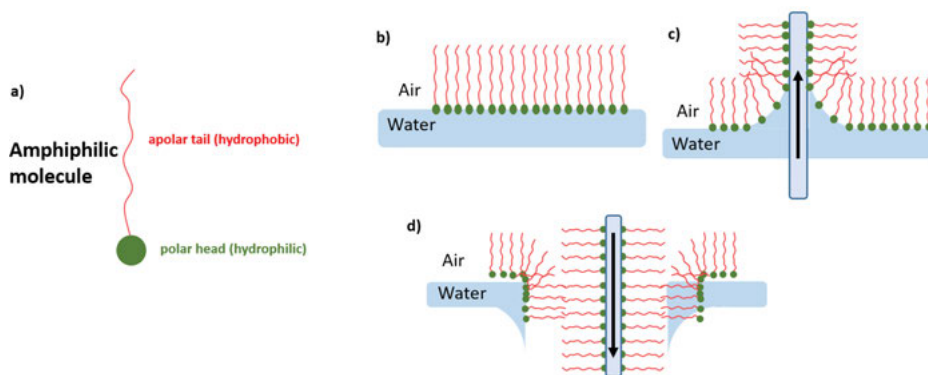 a)
Amphiphilic
molecule
apolar tail (hydrophobic)
polar head (hydrophilic)
b)
Air
Water
c)
Air
Water
d)
Air
Water